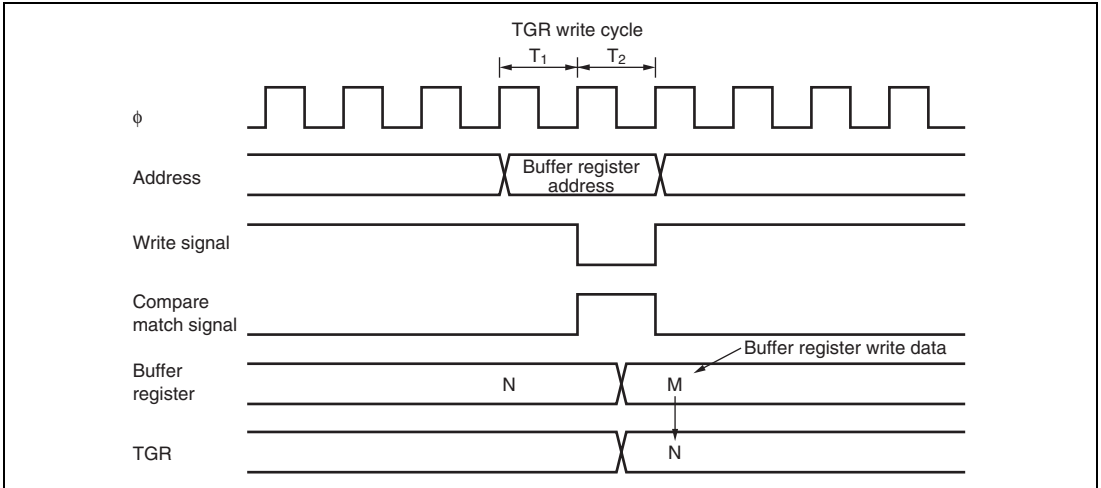 TGR write cycle
T1 T2
φ
Address
Buffer register
address
Write signal
Compare
match signal
Buffer register write data
Buffer
register
N M
TGR
N